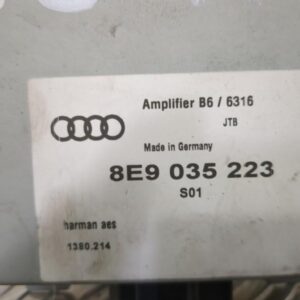 Amplifier B6 / 6316
JTB
Made in Germany
8E9 035 223
S01
harman aes
1380.214